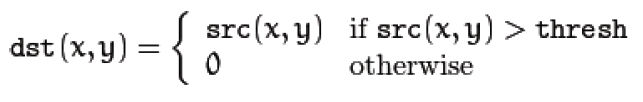 dst(x,y) = { src(x,y) if src(x,y) > thresh
0 otherwise